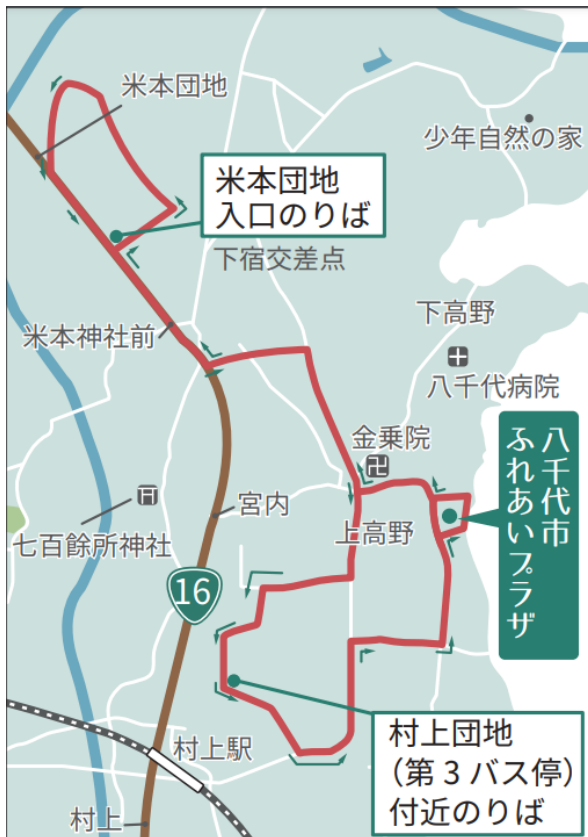 米本団地
少年自然の家
米本団地
入口のりば
下宿交差点
下高野
米本神社前
八千代病院
金乗院
八千代市
ふれあいプラザ
宮内
上高野
七百餘所神社
16
村上団地
(第3バス停)
付近のりば
村上駅
村上